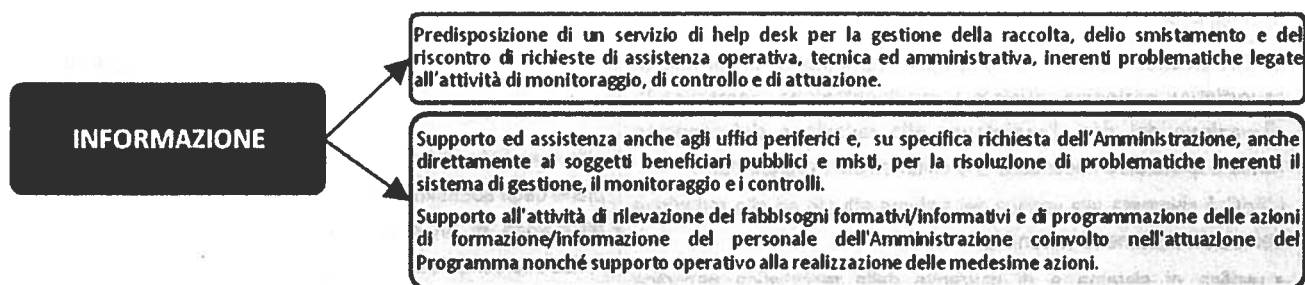 INFORMAZIONE
Predisposizione di un servizio di help desk per la gestione della raccolta, dello smistamento e del
riscontro di richieste di assistenza operativa, tecnica ed amministrativa, inerenti problematiche legate
all'attività di monitoraggio, di controllo e di attuazione.
Supporto ed assistenza anche agli uffici periferici e, su specifica richiesta dell'Amministrazione, anche
direttamente ai soggetti beneficiari pubblici e misti, per la risoluzione di problematiche inerenti il
sistema di gestione, il monitoraggio e i controlli.
Supporto all'attività di rilevazione dei fabbisogni formativi/informativi e di programmazione delle azioni
di formazione/informazione del personale dell'Amministrazione coinvolto nell'attuazione del
Programma nonché supporto operativo alla realizzazione delle medesime azioni.